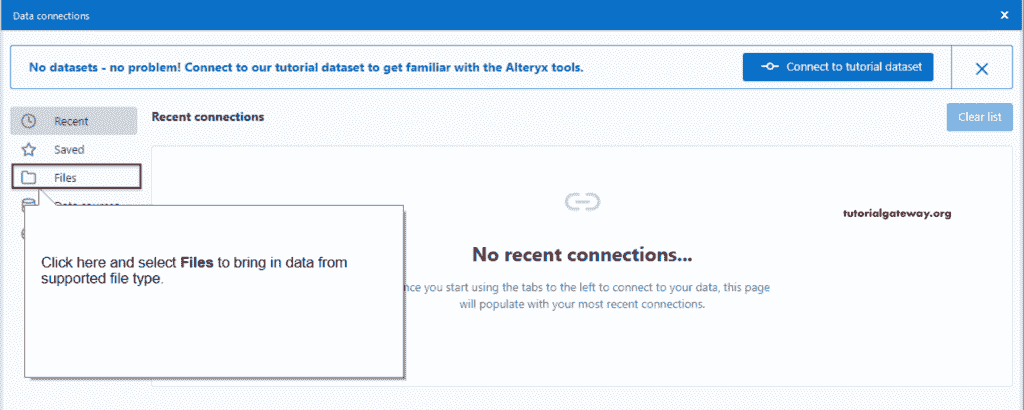 Data connections
No datasets - no problem! Connect to our tutorial dataset to get familiar with the Alteryx tools.
Connect to tutorial dataset
Recent
Recent connections
Clear list
Saved
Files
Data sources
Click here and select Files to bring in data from
supported file type.
tutorialgateway.org
No recent connections...
you start using the tabs to the left to connect to your data, this page
will populate with your most recent connections.